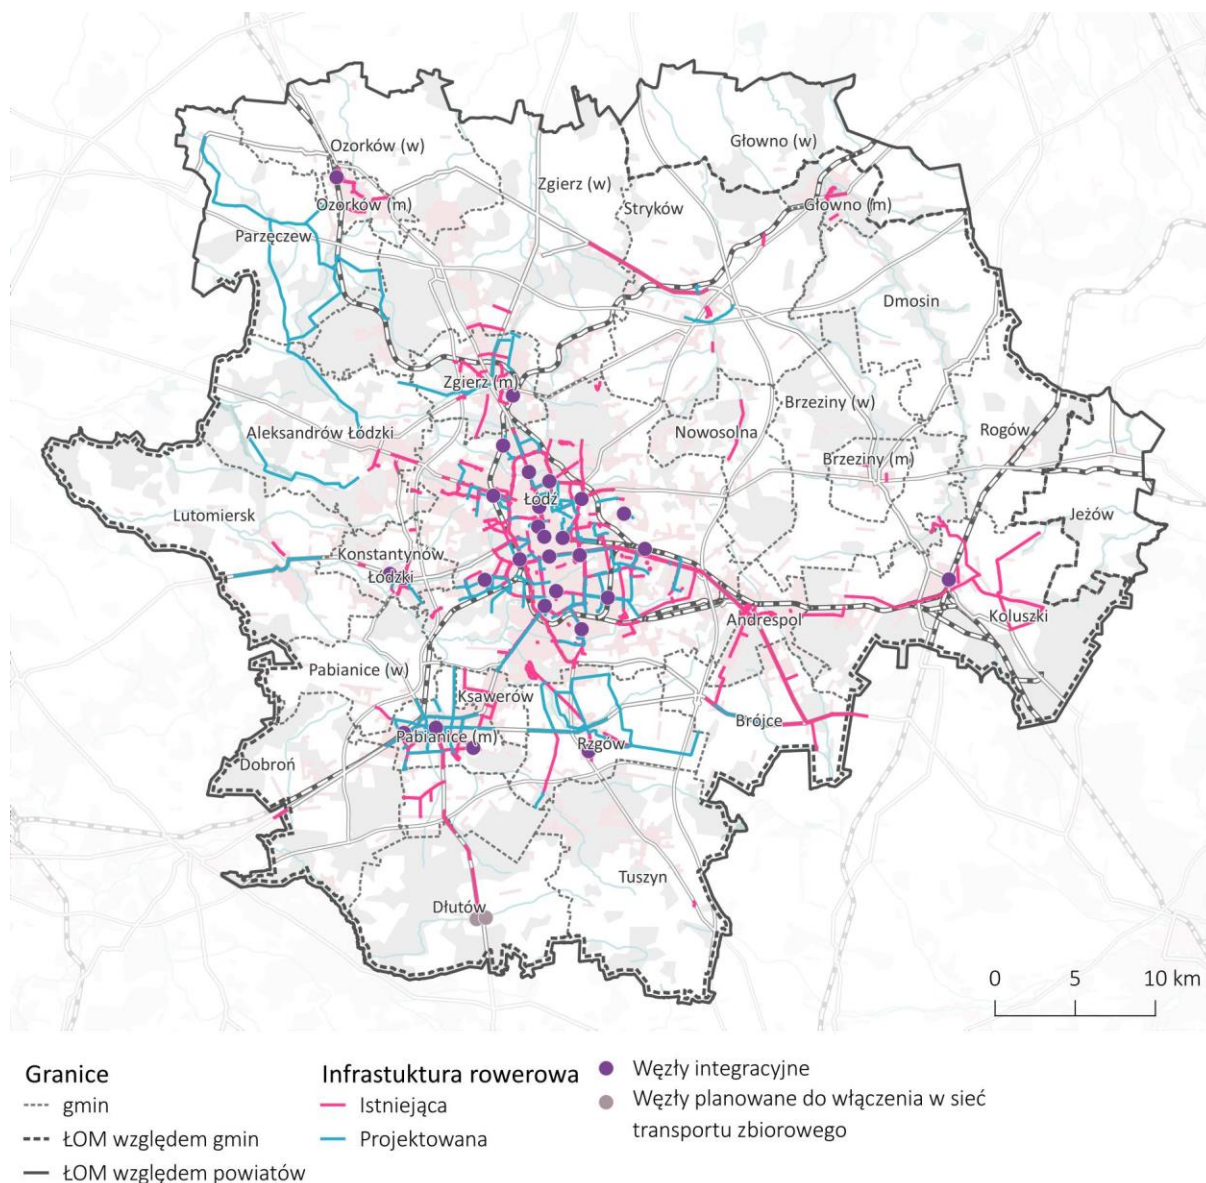 Ozorków (w)
Głowno (w)
Zgierz (w)
Stryków
Ozorków (m)
Głowno (m)
Parzęczew
Dmosin
Zgierz (m)
Brzeziny (w)
Aleksandrów Łódzki
Nowosolna
Rogów
Brzeziny (m)
Łódź
Lutomiersk
Jeżów
Konstantynów
Łódzki
Andrespol
Koluszki
Pabianice (w)
Ksawerów
Brójce
Pabianice (m)
Rzgów
Dobroń
Tuszyn
Dłutów
0 5 10 km
Granice
gmin
ŁOM względem gmin
ŁOM względem powiatów
Infrastuktura rowerowa
Istniejąca
Projektowana
Węzły integracyjne
Węzły planowane do włączenia w sieć
transportu zbiorowego